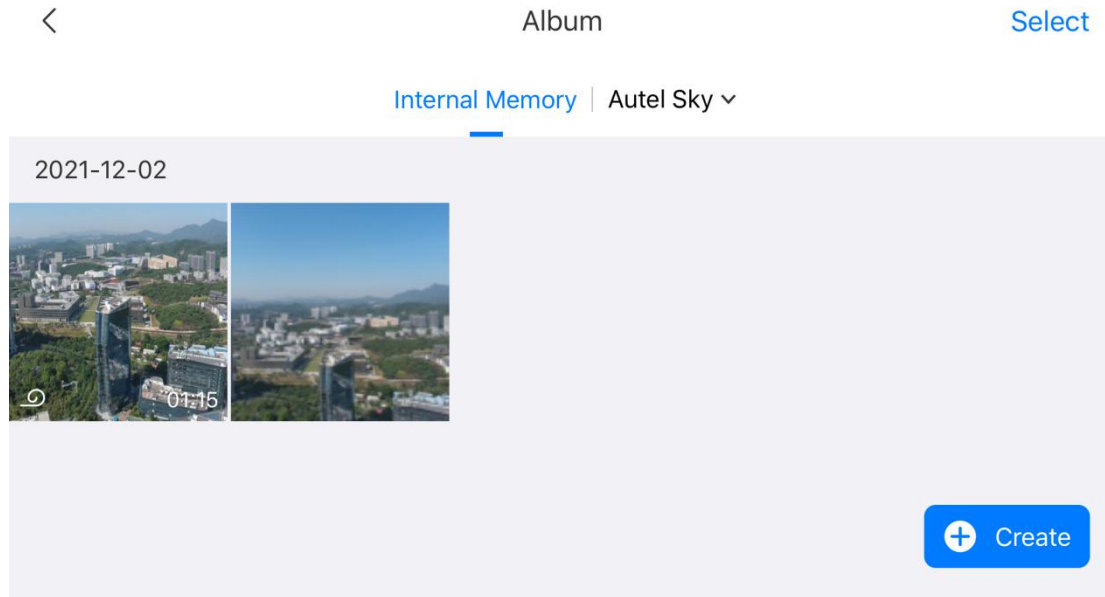 Album
Select
Internal Memory
Autel Sky
2021-12-02
01:15
Create